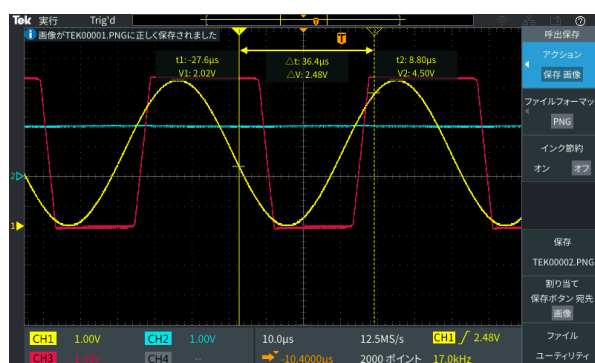 Tek 実行 Trig'd
画像がTEK00001.PNGに正しく保存されました
t1: -27.6μs
V1: 2.02V
△t: 36.4μs
△V: 2.48V
t2: 8.80μs
V2: 4.50V
2
1
CH1 1.00V
CH2 1.00V
CH3 1.00V
CH4 --
10.0μs
-10.4000μs
12.5MS/s
2000 ポイント
CH1 2.48V
17.0kHz
呼出保存
アクション
保存 画像
ファイルフォーマッ
PNG
インク節約
オン オフ
保存
TEK00002.PNG
割り当て
保存ボタン 宛先
画像
ファイル
ユーティリティ